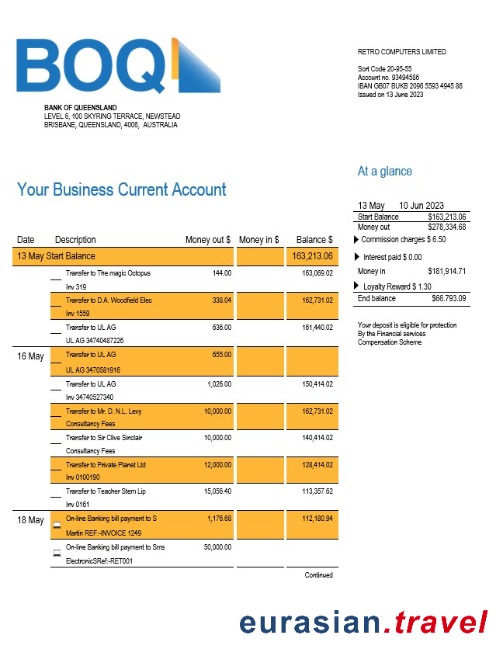 BOQ
RETRO COMPUTERS LIMITED
Sort Code 20-95-55
Account no. 93494586
IBAN GB07 BUKB 2096 5593 4945 86
Issued on 13 June 2023
BANK OF QUEENSLAND
LEVEL 6, 100 SKYRING TERRACE, NEWSTEAD
BRISBANE, QUEENSLAND, 4006, AUSTRALIA
At a glance
Your Business Current Account
13 May 10 Jun 2023
Start Balance $163,213.06
Money out $278,334.68
Commission charges $ 6.50
Interest paid $ 0.00
Money in $181,914.71
Loyalty Reward $ 1.30
End balance $66.793.09
Your deposit is eligible for protection
By the Financial services
Compensation Scheme
Date Description Money out $ Money in $ Balance $
13 May Start Balance 163,213.06
Transfer to The magic Octopus 144.00 163,069.02
Inv 319
Transfer to D.A. Woodfield Elec 338.04 162,731.02
Inv 1559
Transfer to UL AG 636.00 161,440.02
UL AG 34740487226
16 May Transfer to UL AG 655.00
UL AG 3470S81916
Transfer to UL AG 1,026.00 150,414.02
Inv 34740S27340
Transfer to Mr. D. N.L. Levy 10,000.00 162,731.02
Consultancy Fees
Transfer to Sir Clive Sinclair 10,000.00 140,414.02
Consultancy Fees
Transfer to Private Planet Ltd 12,000.00 128,414.02
Inv 0100190
Transfer to Teacher Stern Lip 15,056.40 113,357.62
Inv 0161
18 May On-line Banking bill payment to S 1,176.68 112,180.94
Martin REF:-INVOICE 1249
On-line Banking bill payment to Sms 50,000.00
ElectronicSRef:-RET001
Continued
eurasian.travel